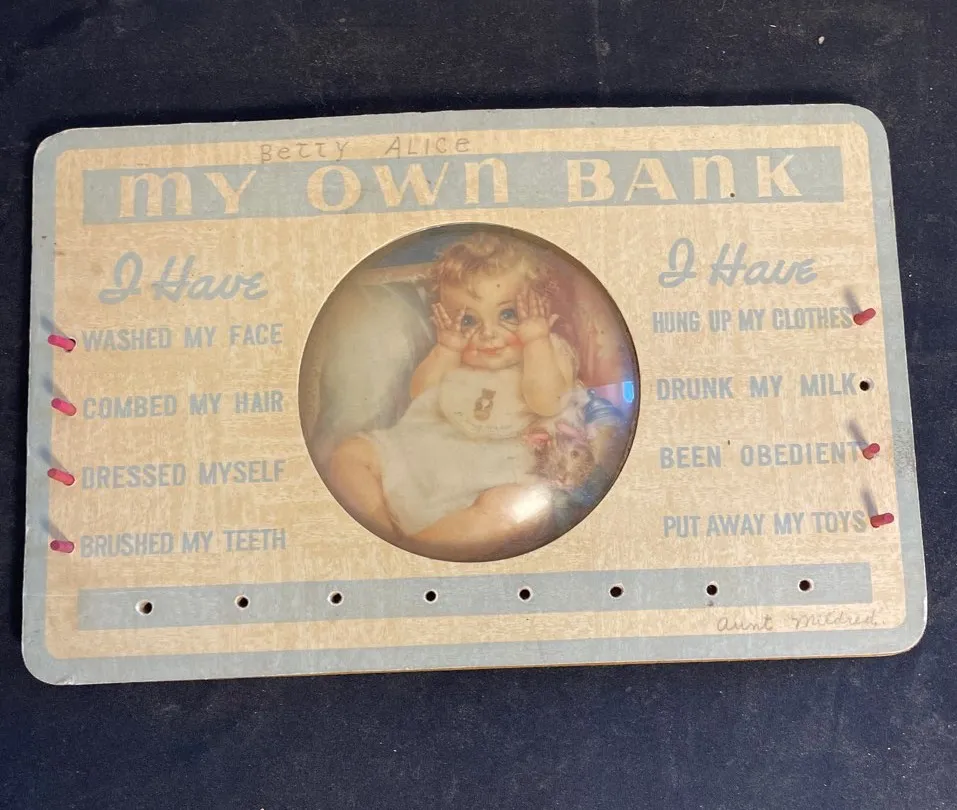 Betty Alice
MY OWN BANK
I Have
WASHED MY FACE
COMBED MY HAIR
DRESSED MYSELF
BRUSHED MY TEETH
I Have
HUNG UP MY CLOTHES
DRUNK MY MILK
BEEN OBEDIENT
PUT AWAY MY TOYS
aunt mildred.